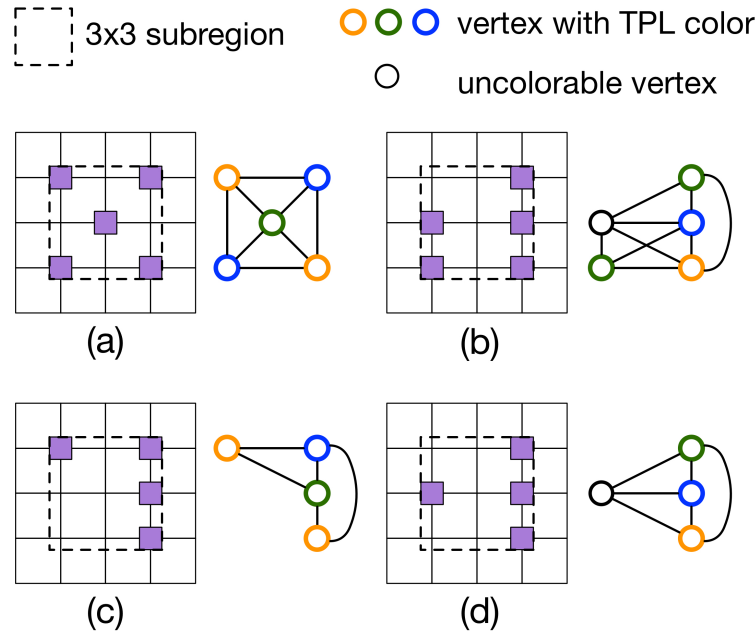 3x3 subregion
vertex with TPL color
uncolorable vertex
(a)
(b)
(c)
(d)